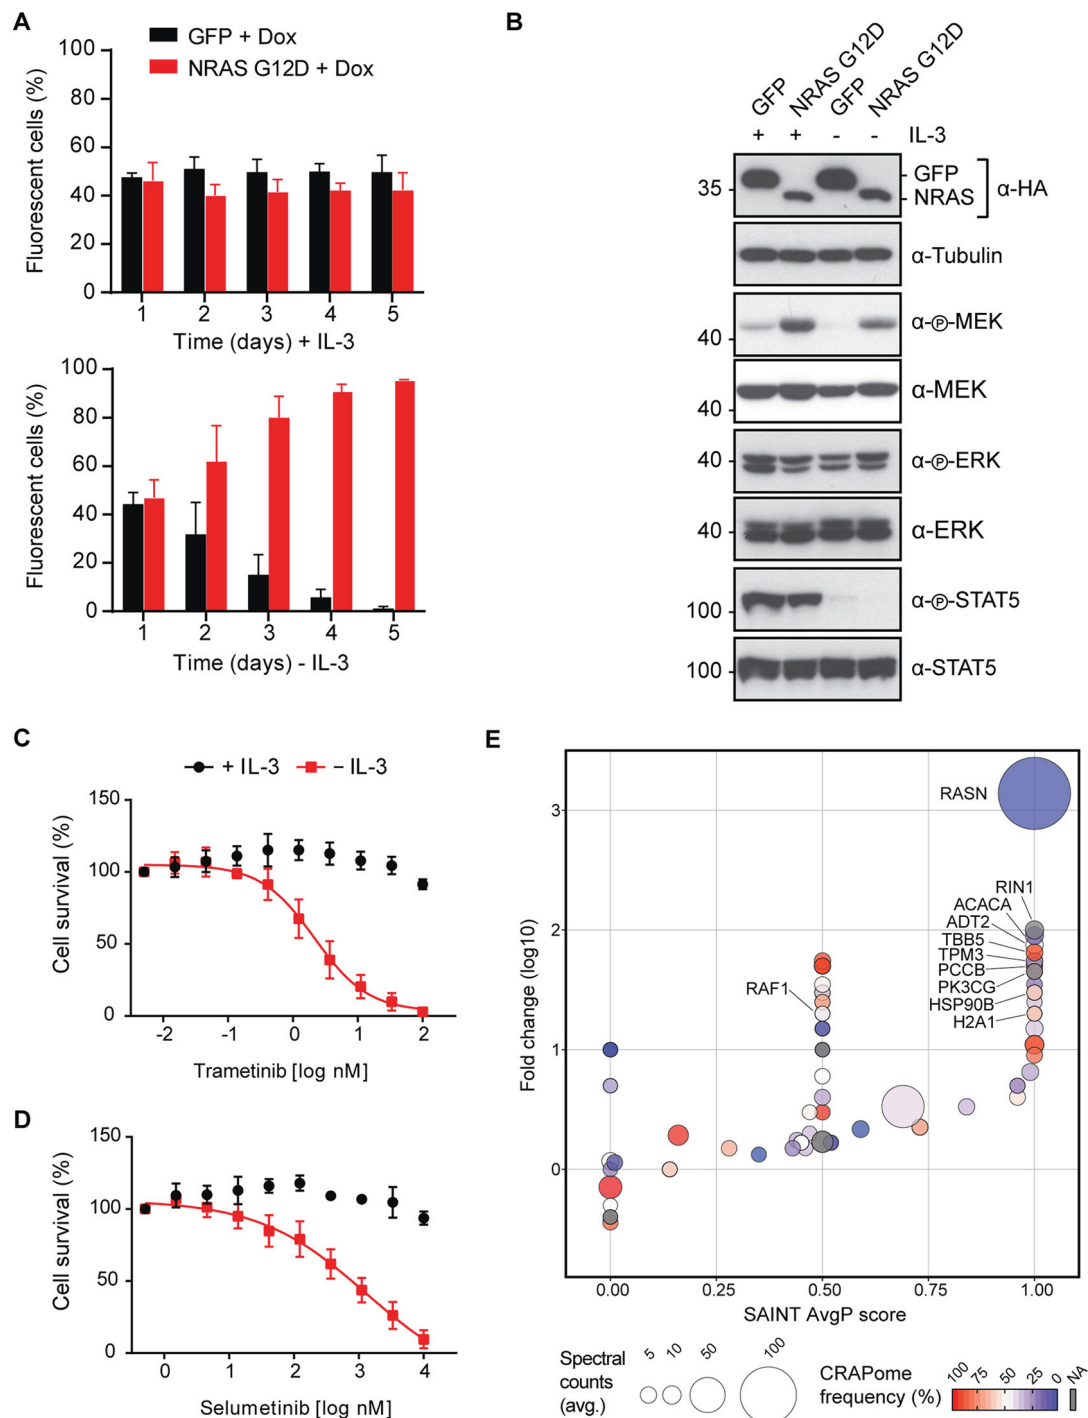 A
GFP + Dox
NRAS G12D + Dox
Fluorescent cells (%)
100
80
60
40
20
0
1 2 3 4 5
Time (days) + IL-3
Fluorescent cells (%)
100
80
60
40
20
0
1 2 3 4 5
Time (days) - IL-3
B
GFP NRAS G12D GFP NRAS G12D
+ + - - IL-3
35 GFP
NRAS α-HA
α-Tubulin
40 α-P-MEK
40 α-MEK
40 α-P-ERK
40 α-ERK
100 α-P-STAT5
100 α-STAT5
C
+ IL-3 – IL-3
Cell survival (%)
150
100
50
0
-2 -1 0 1 2
Trametinib [log nM]
D
Cell survival (%)
150
100
50
0
0 1 2 3 4
Selumetinib [log nM]
E
Fold change (log10)
3
2
1
0
RASN
RIN1
ACACA
ADT2
TBB5
TPM3
PCCB
PK3CG
HSP90B
H2A1
RAF1
0.00 0.25 0.50 0.75 1.00
SAINT AvgP score
Spectral
counts
(avg.)
5 10 50 100
CRAPome
frequency (%)
100 75 50 25 0 NA